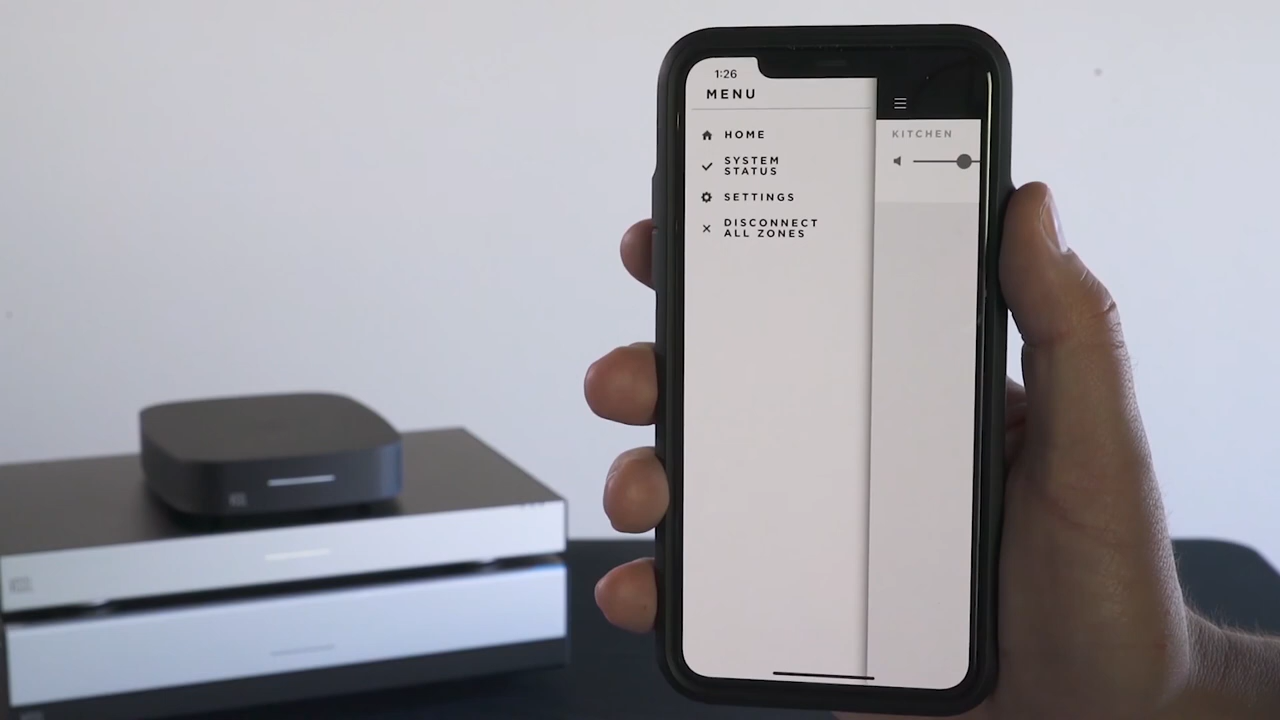 1:26
MENU
HOME
SYSTEM
STATUS
SETTINGS
DISCONNECT
ALL ZONES
KITCHEN